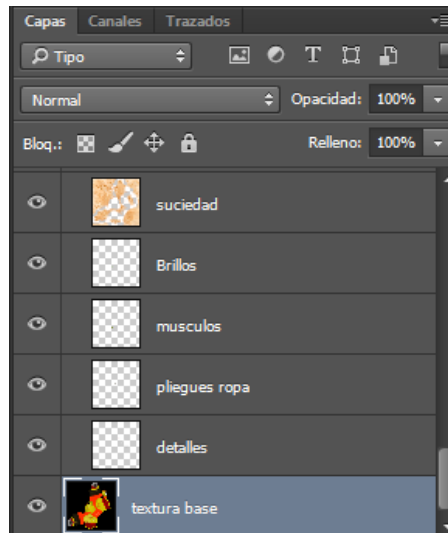 Capas Canales Trazados
Tipo T
Normal Opacidad: 100%
Bloq.: Relleno: 100%
suciedad
Brillos
musculos
pliegues ropa
detalles
textura base